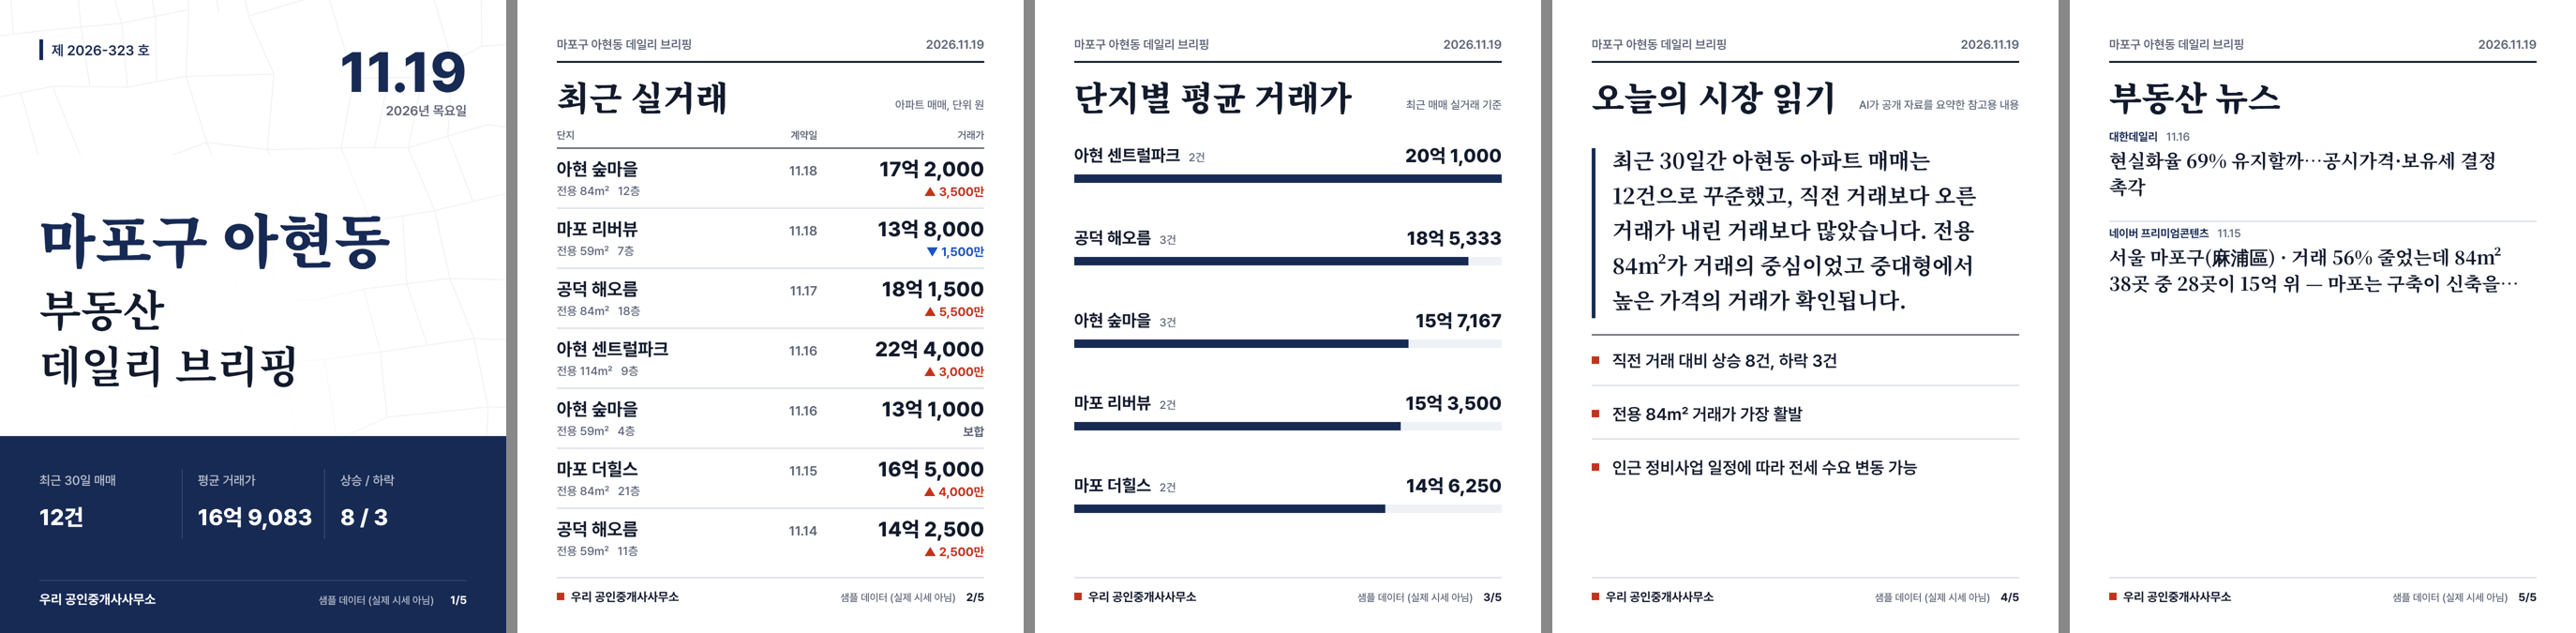 제 2026-323 호
11.19
2026년 목요일
마포구 아현동
부동산
데일리 브리핑
최근 30일 매매
평균 거래가
상승 / 하락
12건
16억 9,083
8 / 3
우리 공인중개사사무소
샘플 데이터 (실제 시세 아님) 1/5
마포구 아현동 데일리 브리핑
2026.11.19
최근 실거래
아파트 매매, 단위 원
단지 계약일 거래가
아현 숲마을 11.18 17억 2,000
전용 84m² 12층 ▲ 3,500만
마포 리버뷰 11.18 13억 8,000
전용 59m² 7층 ▼ 1,500만
공덕 해오름 11.17 18억 1,500
전용 84m² 18층 ▲ 5,500만
아현 센트럴파크 11.16 22억 4,000
전용 114m² 9층 ▲ 3,000만
아현 숲마을 11.16 13억 1,000
전용 59m² 4층 보합
마포 더힐스 11.15 16억 5,000
전용 84m² 21층 ▲ 4,000만
공덕 해오름 11.14 14억 2,500
전용 59m² 11층 ▲ 2,500만
우리 공인중개사사무소
샘플 데이터 (실제 시세 아님) 2/5
마포구 아현동 데일리 브리핑
2026.11.19
단지별 평균 거래가
최근 매매 실거래 기준
아현 센트럴파크 2건 20억 1,000
공덕 해오름 3건 18억 5,333
아현 숲마을 3건 15억 7,167
마포 리버뷰 2건 15억 3,500
마포 더힐스 2건 14억 6,250
우리 공인중개사사무소
샘플 데이터 (실제 시세 아님) 3/5
마포구 아현동 데일리 브리핑
2026.11.19
오늘의 시장 읽기
AI가 공개 자료를 요약한 참고용 내용
최근 30일간 아현동 아파트 매매는
12건으로 꾸준했고, 직전 거래보다 오른
거래가 내린 거래보다 많았습니다. 전용
84m²가 거래의 중심이었고 중대형에서
높은 가격의 거래가 확인됩니다.
직전 거래 대비 상승 8건, 하락 3건
전용 84m² 거래가 가장 활발
인근 정비사업 일정에 따라 전세 수요 변동 가능
우리 공인중개사사무소
샘플 데이터 (실제 시세 아님) 4/5
마포구 아현동 데일리 브리핑
2026.11.19
부동산 뉴스
대한데일리 11.16
현실화율 69% 유지할까…공시가격·보유세 결정
촉각
네이버 프리미엄콘텐츠 11.15
서울 마포구(麻浦區) · 거래 56% 줄었는데 84m²
38곳 중 28곳이 15억 위 — 마포는 구축이 신축을…
우리 공인중개사사무소
샘플 데이터 (실제 시세 아님) 5/5